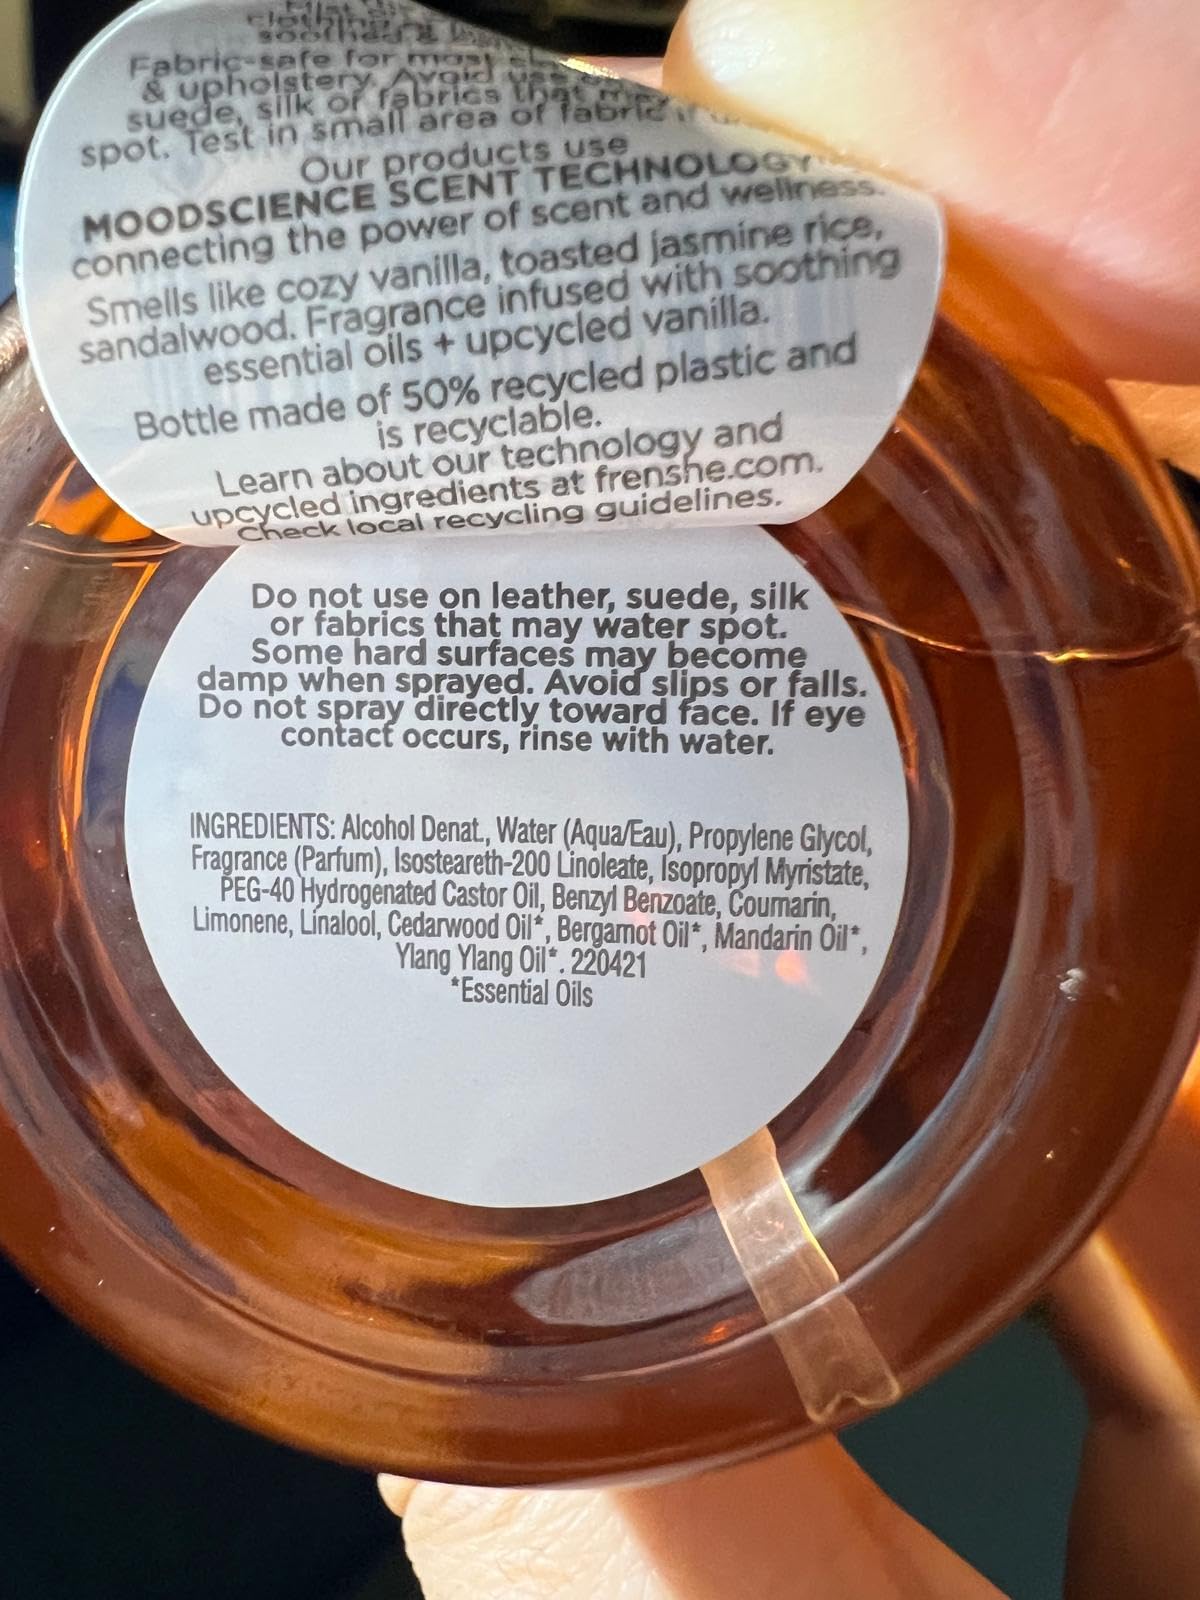 Mist
clothing
soothed &
Fabric-safe for most
& upholstery. Avoid use
suede, silk or fabrics that may
spot. Test in small area of fabric
Our products use
MOODSCIENCE SCENT TECHNOLOGY
connecting the power of scent and wellness.
Smells like cozy vanilla, toasted jasmine rice,
sandalwood. Fragrance infused with soothing
essential oils + upcycled vanilla.
Bottle made of 50% recycled plastic and
is recyclable.
Learn about our technology and
upcycled ingredients at frenshe.com.
Check local recycling guidelines.
Do not use on leather, suede, silk
or fabrics that may water spot.
Some hard surfaces may become
damp when sprayed. Avoid slips or falls.
Do not spray directly toward face. If eye
contact occurs, rinse with water.
INGREDIENTS: Alcohol Denat., Water (Aqua/Eau), Propylene Glycol,
Fragrance (Parfum), Isosteareth-200 Linoleate, Isopropyl Myristate,
PEG-40 Hydrogenated Castor Oil, Benzyl Benzoate, Coumarin,
Limonene, Linalool, Cedarwood Oil*, Bergamot Oil*, Mandarin Oil*,
Ylang Ylang Oil*. 220421
*Essential Oils